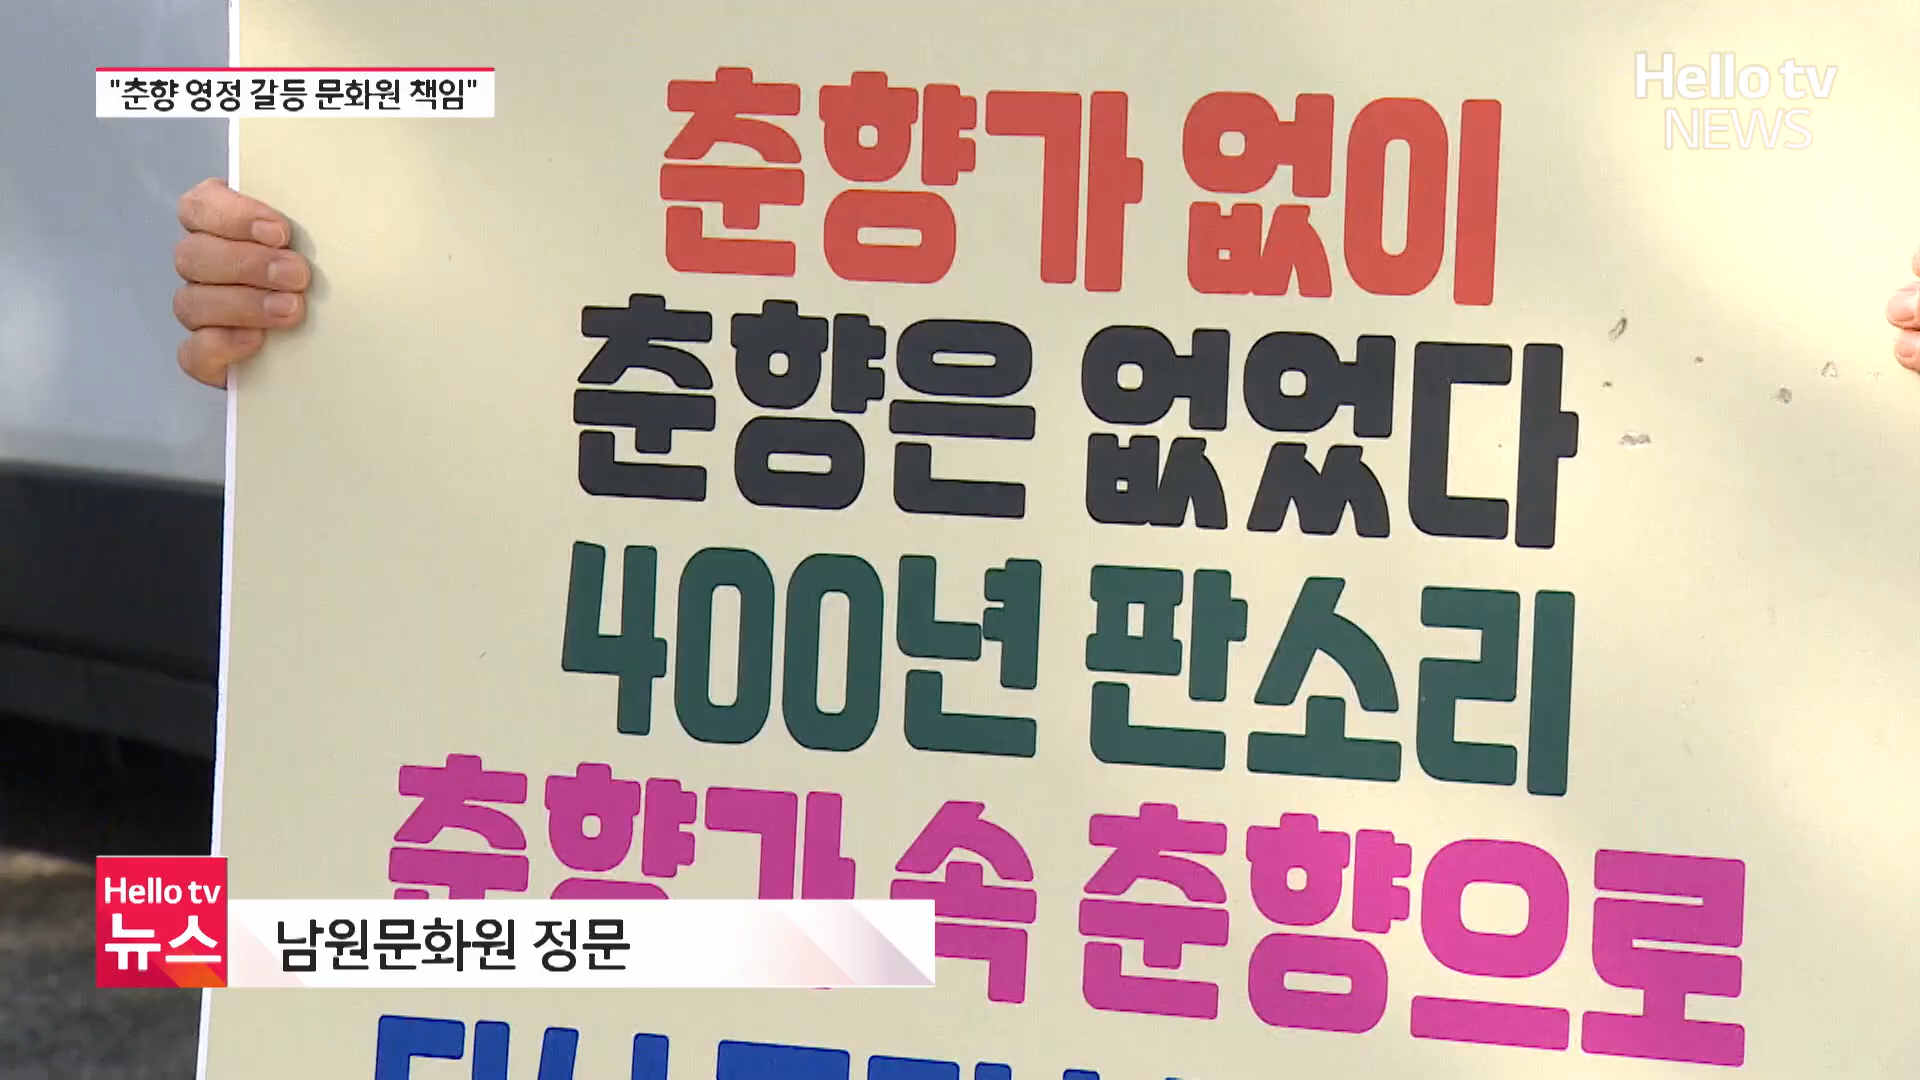 "춘향 영정 갈등 문화원 책임"
Hello tv
NEWS
춘향가 없이
춘향은 없었다
400년 판소리
춘향가 속 춘향으로
Hello tv
뉴스
남원문화원 정문